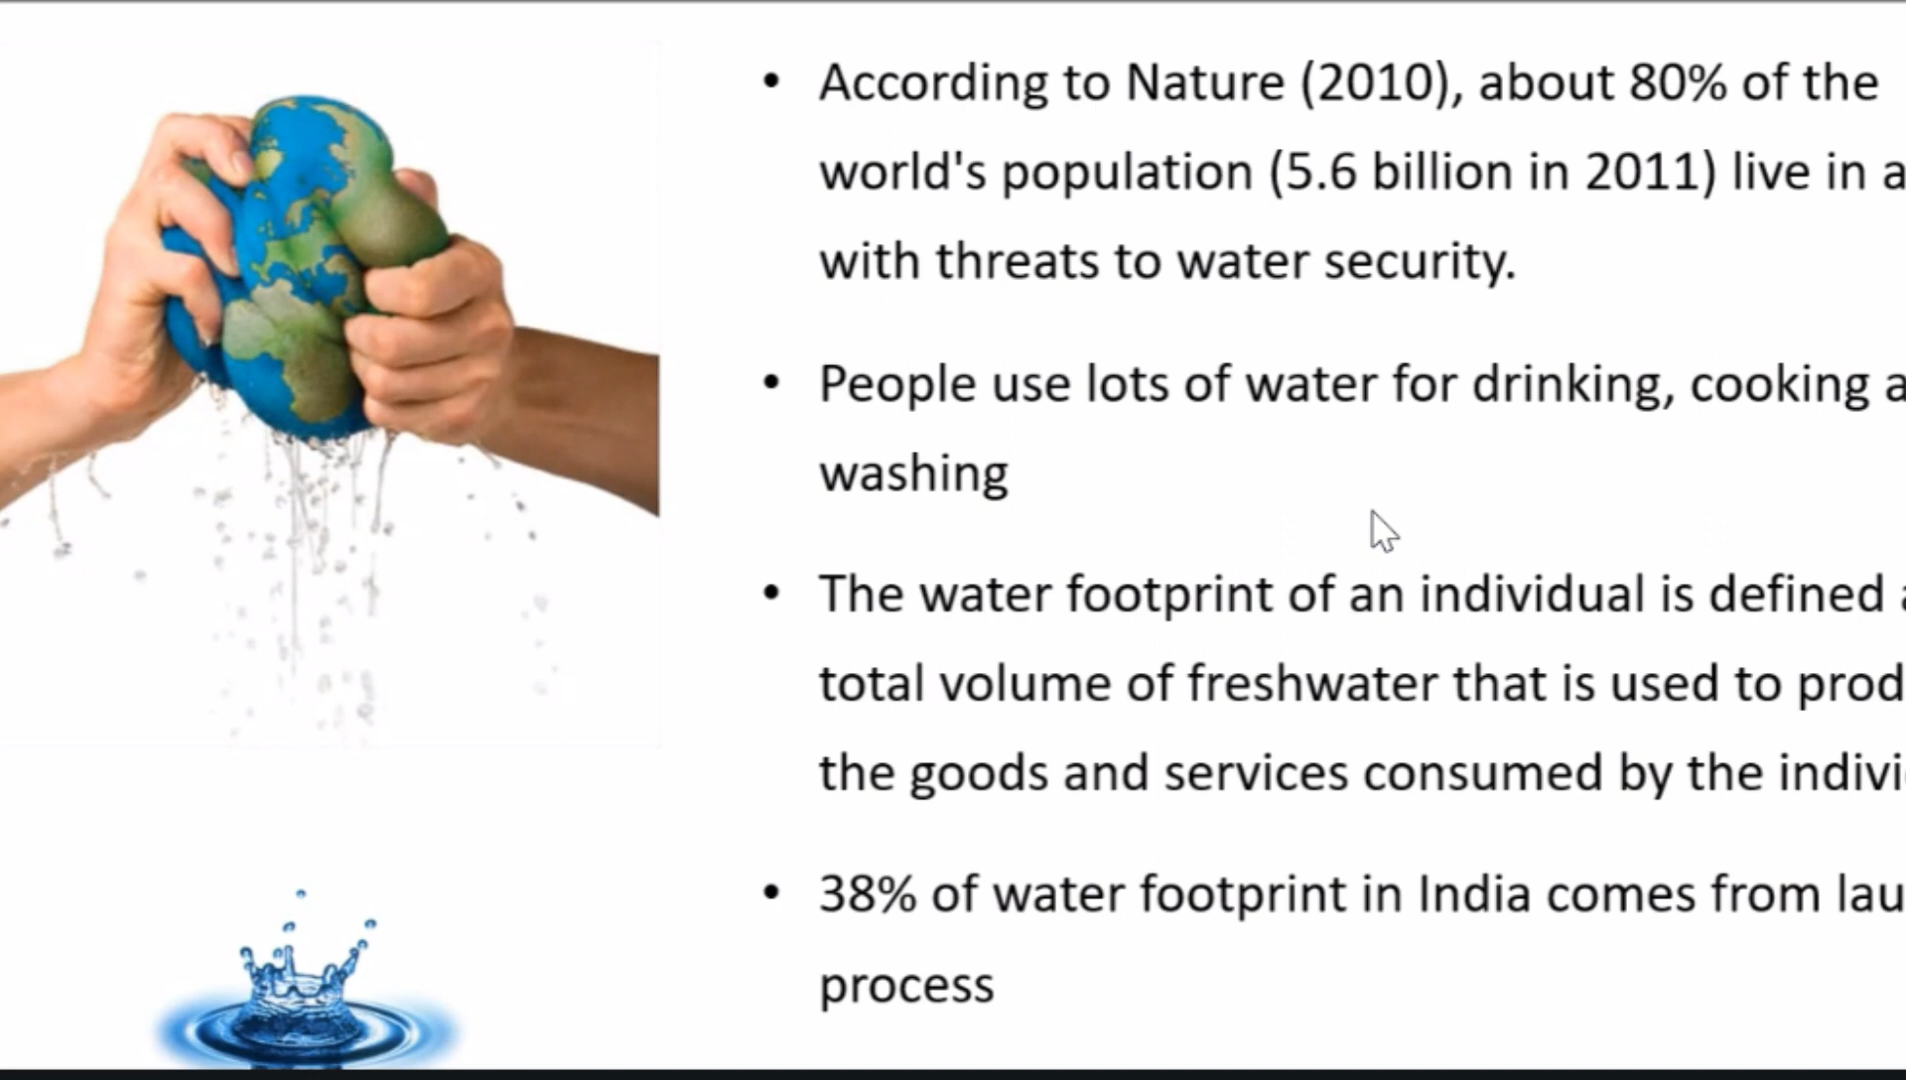 • According to Nature (2010), about 80% of the
world's population (5.6 billion in 2011) live in
with threats to water security.
• People use lots of water for drinking, cooking
washing
• The water footprint of an individual is defined
total volume of freshwater that is used to
the goods and services consumed by the
• 38% of water footprint in India comes from
process